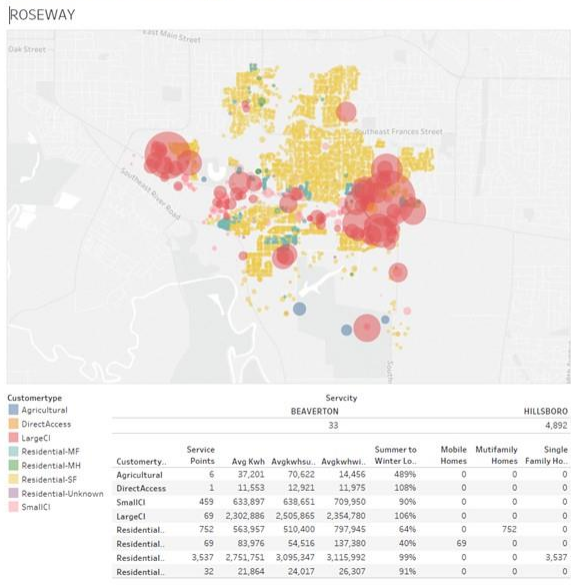 ROSEWAY
East Main Street
Oak Street
Southeast Frances Street
Southeast River Road
South
Customertype
Agricultural
DirectAccess
LargeCI
Residential-MF
Residential-MH
Residential-SF
Residential-Unknown
SmallCI
Servcity
BEAVERTON HILLSBORO
33 4,892
Customerty.. Service Points Avg Kwh Avgkwhsu.. Avgkwhwi.. Summer to Winter Lo.. Mobile Homes Mutifamily Homes Single Family Ho..
Agricultural 6 37,201 70,622 14,456 489% 0 0 0
DirectAccess 1 11,553 12,921 11,975 108% 0 0 0
SmallCI 459 633,897 638,651 709,950 90% 0 0 0
LargeCI 69 2,302,886 2,505,865 2,354,780 106% 0 0 0
Residential.. 752 563,957 510,400 797,945 64% 0 752 0
Residential.. 69 83,976 54,516 137,380 40% 69 0 0
Residential.. 3,537 2,751,751 3,095,347 3,115,992 99% 0 0 3,537
Residential.. 32 21,864 24,017 26,307 91% 0 0 0